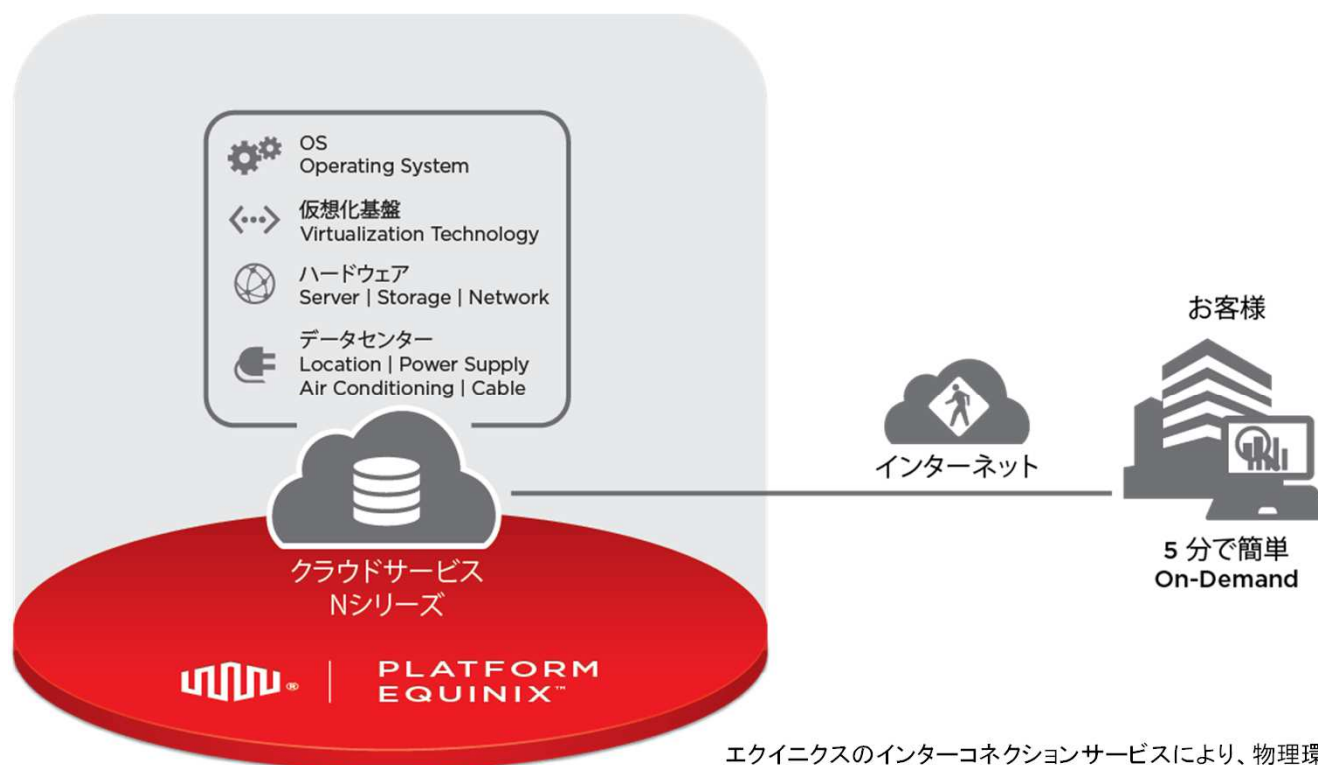 OS
Operating System
仮想化基盤
Virtualization Technology
ハードウェア
Server | Storage | Network
データセンター
Location | Power Supply
Air Conditioning | Cable
クラウドサービス
Nシリーズ
PLATFORM
EQUINIX™
インターネット
お客様
5 分で簡単
On-Demand
エクイニクスのインターコネクションサービスにより、物理環